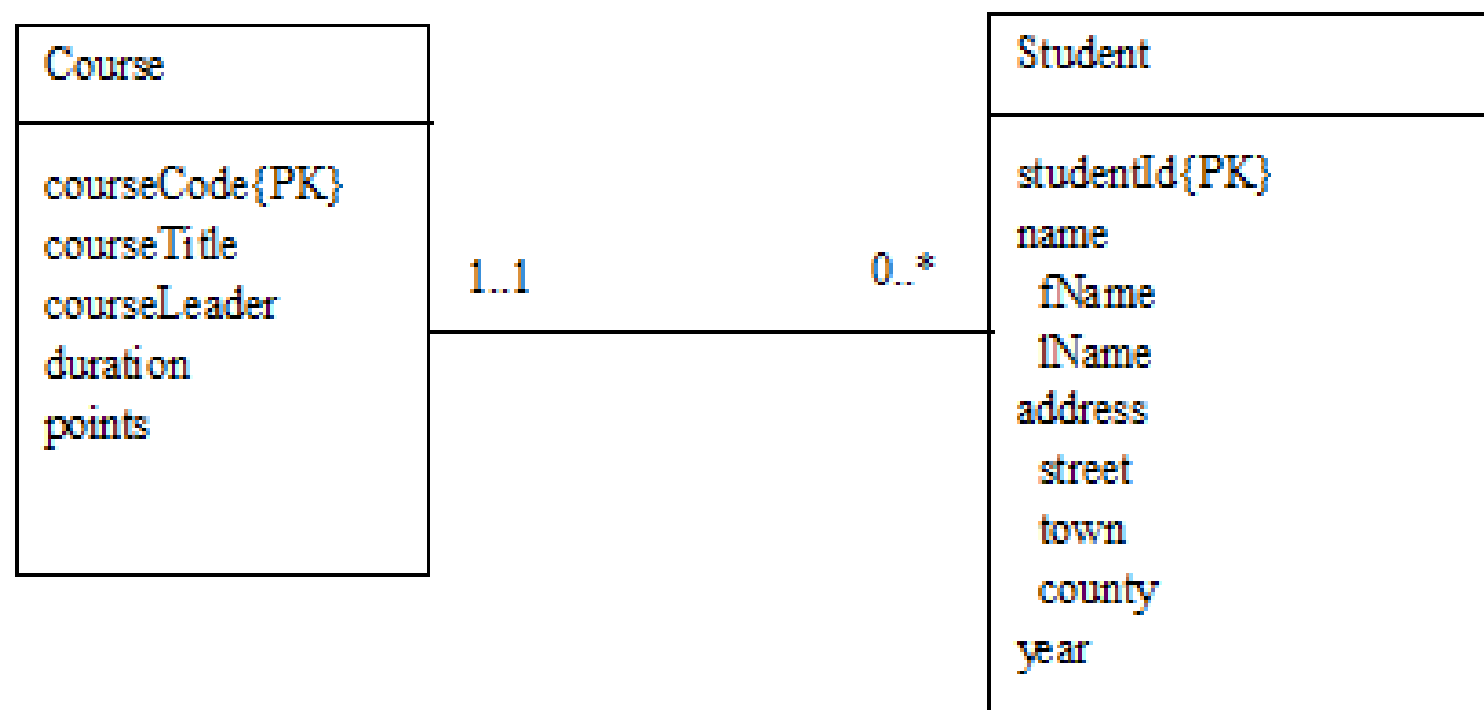 Course
courseCode{PK}
courseTitle
courseLeader
duration
points
1..1
0..*
Student
studentId{PK}
name
fName
lName
address
street
town
county
year